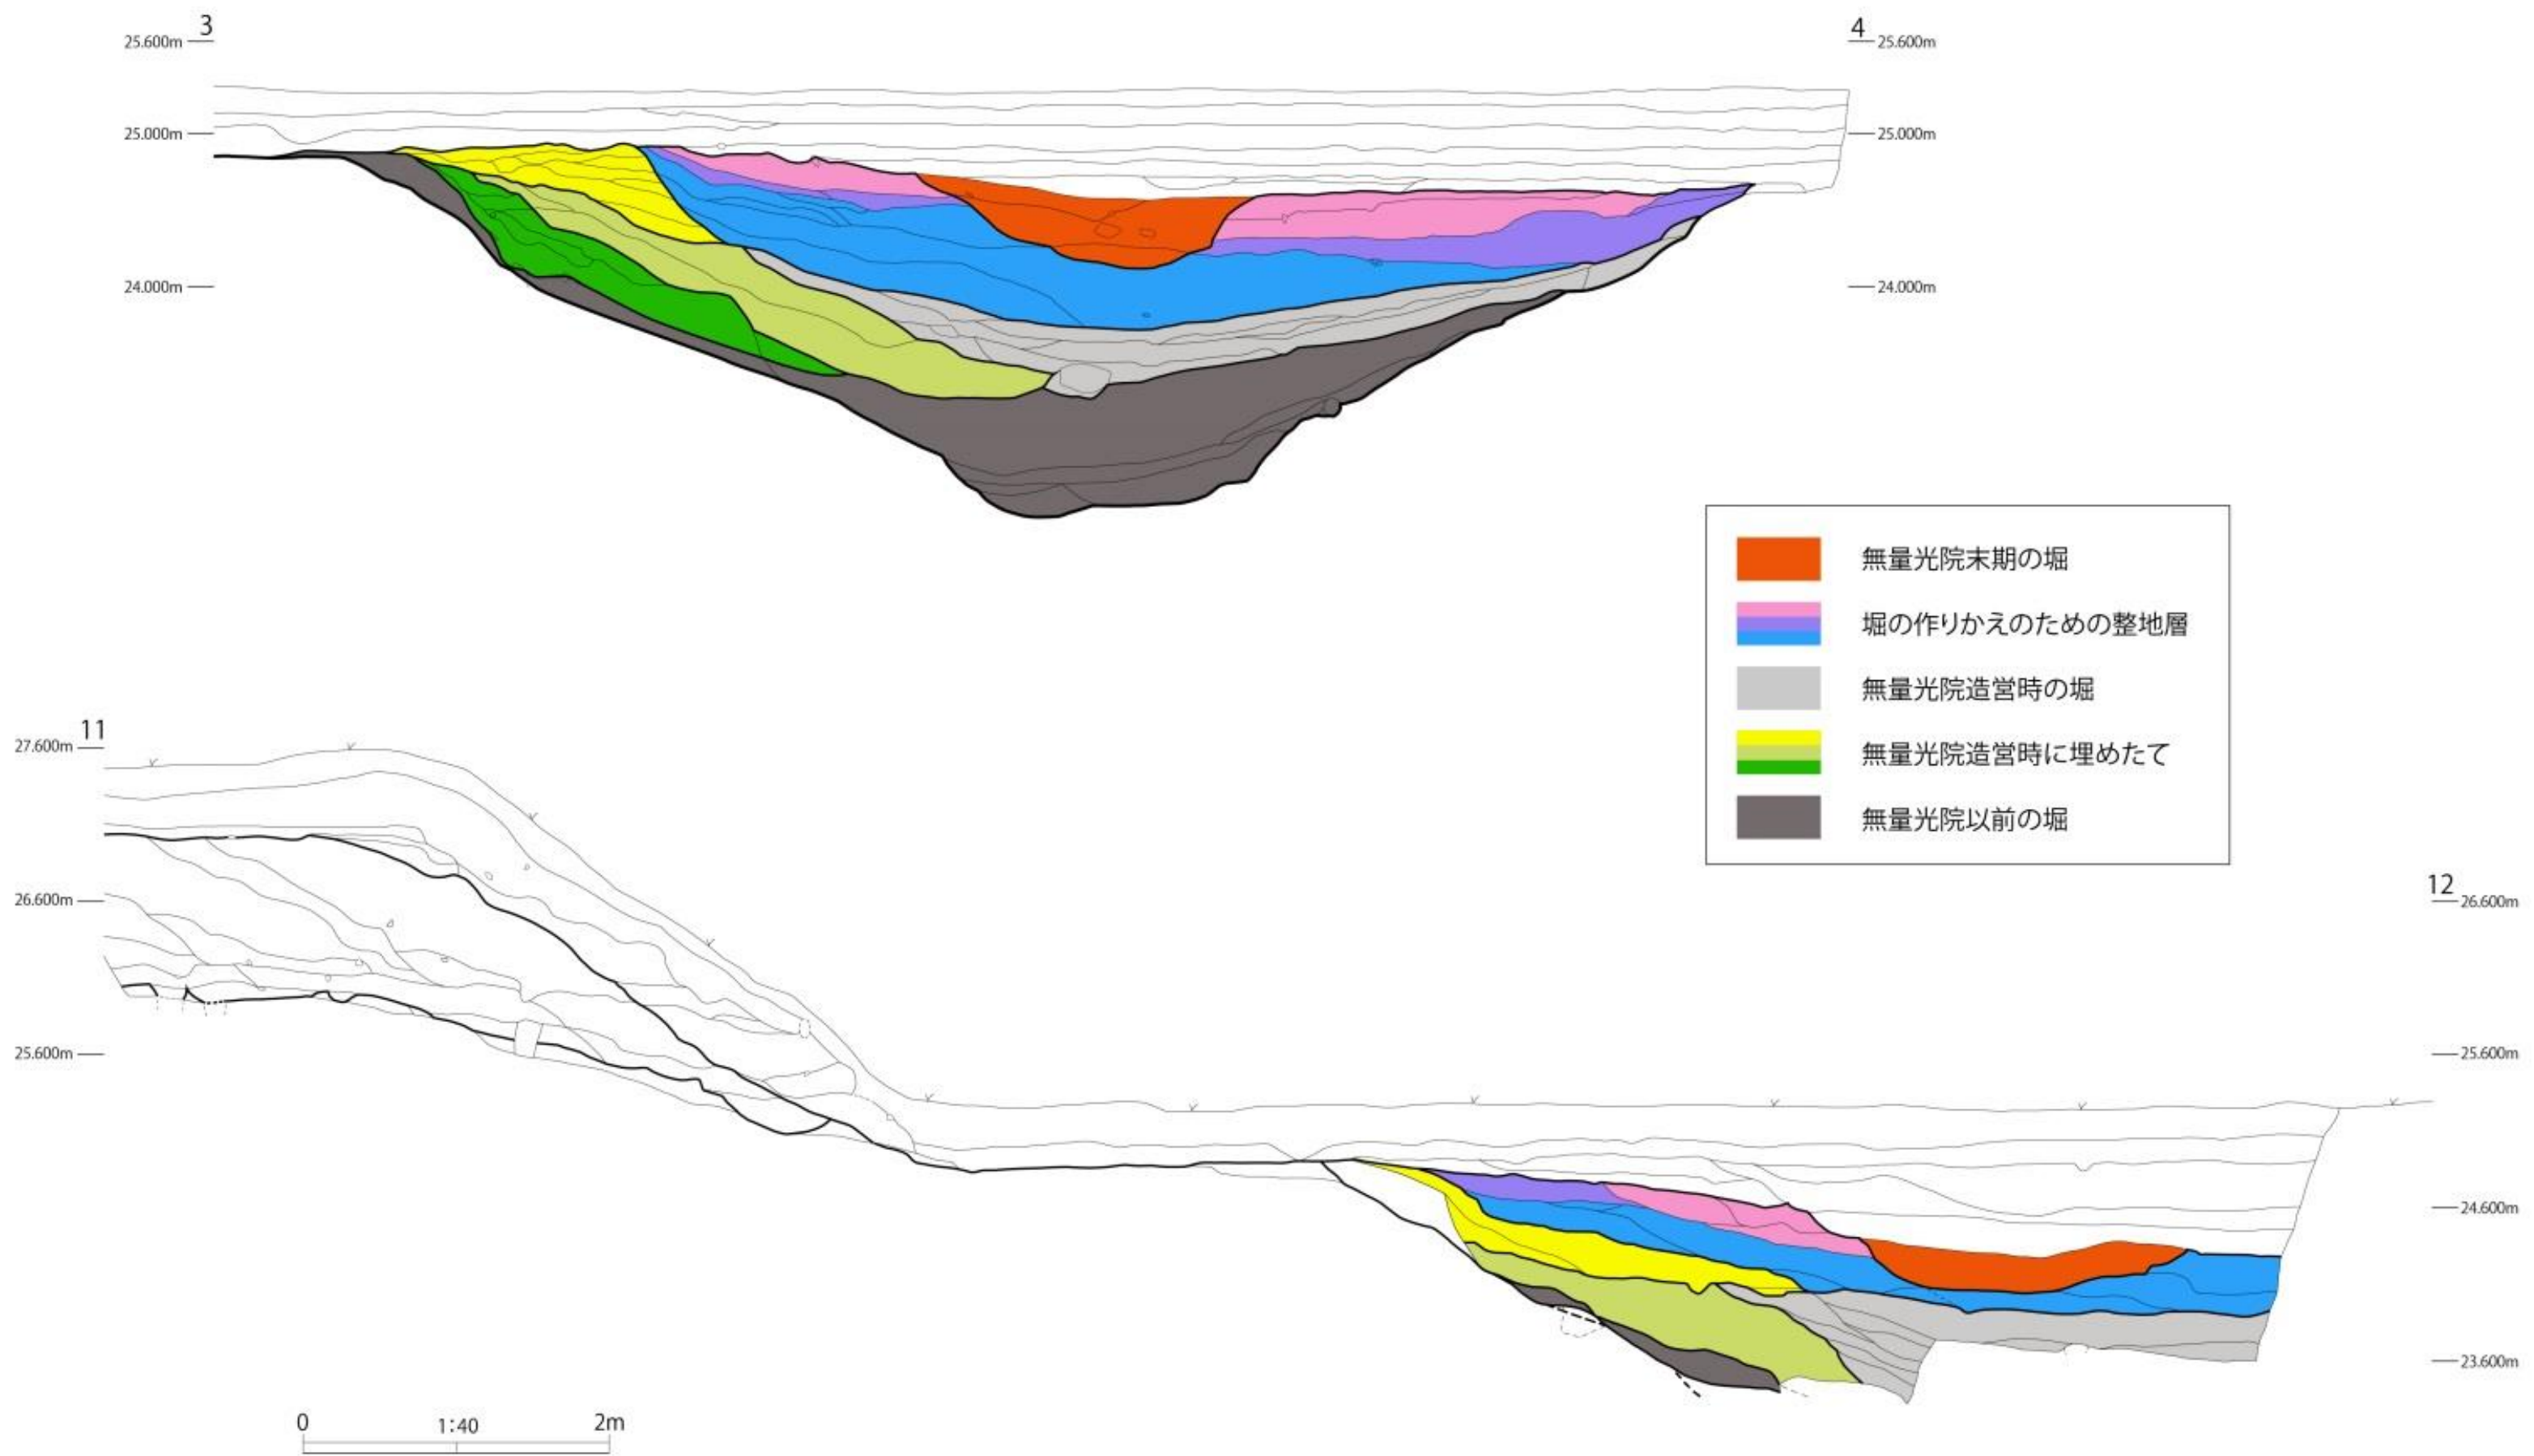 3
4
25.600m
25.600m
25.000m
25.000m
24.000m
24.000m
無量光院末期の堀
堀の作りかえのための整地層
無量光院造営時の堀
無量光院造営時に埋めたて
無量光院以前の堀
11
27.600m
12
26.600m
26.600m
25.600m
25.600m
24.600m
23.600m
0
1:40
2m